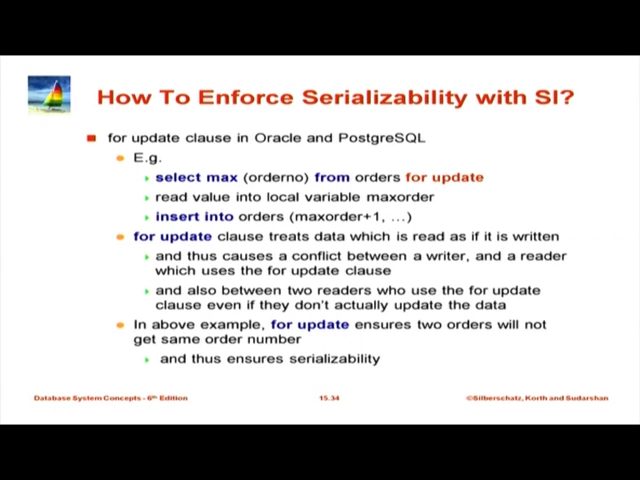 How To Enforce Serializability with SI?
for update clause in Oracle and PostgreSQL
E.g.
select max (orderno) from orders for update
read value into local variable maxorder
insert into orders (maxorder+1, …)
for update clause treats data which is read as if it is written
and thus causes a conflict between a writer, and a reader
which uses the for update clause
and also between two readers who use the for update
clause even if they don't actually update the data
In above example, for update ensures two orders will not
get same order number
and thus ensures serializability
Database System Concepts - 6th Edition
15.34
©Silberschatz, Korth and Sudarshan